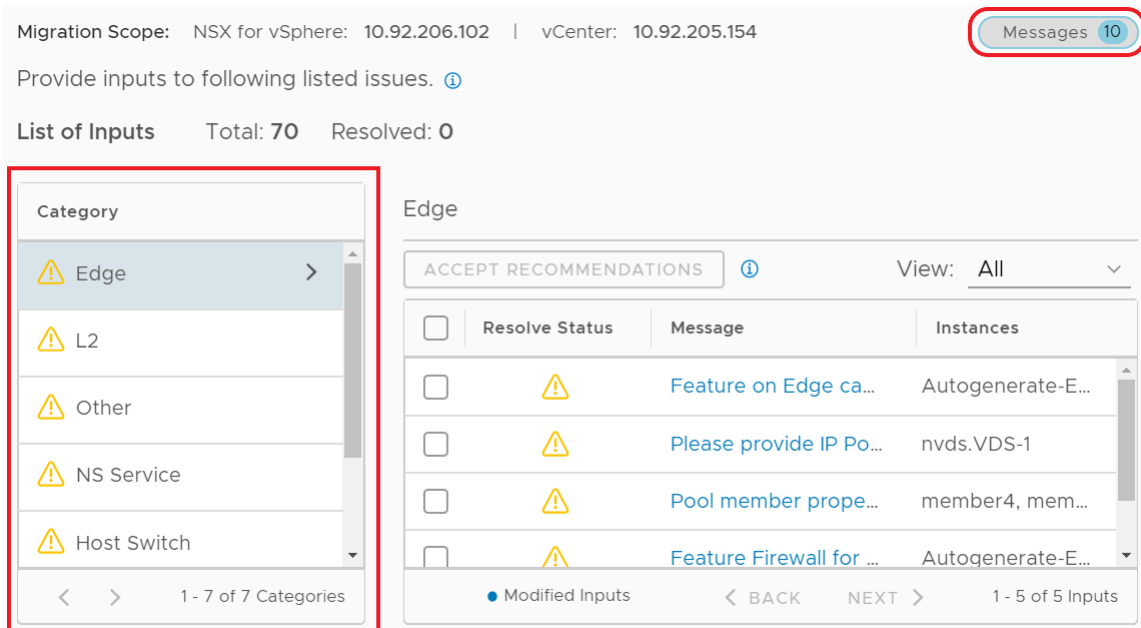 Migration Scope: NSX for vSphere: 10.92.206.102 | vCenter: 10.92.205.154
Messages 10
Provide inputs to following listed issues.
List of Inputs Total: 70 Resolved: 0
Category
Edge
L2
Other
NS Service
Host Switch
1 - 7 of 7 Categories
Edge
ACCEPT RECOMMENDATIONS
View: All
Resolve Status Message Instances
Feature on Edge ca... Autogenerate-E...
Please provide IP Po... nvds.VDS-1
Pool member prope... member4, mem...
Feature Firewall for ... Autogenerate-E...
Modified Inputs BACK NEXT 1 - 5 of 5 Inputs